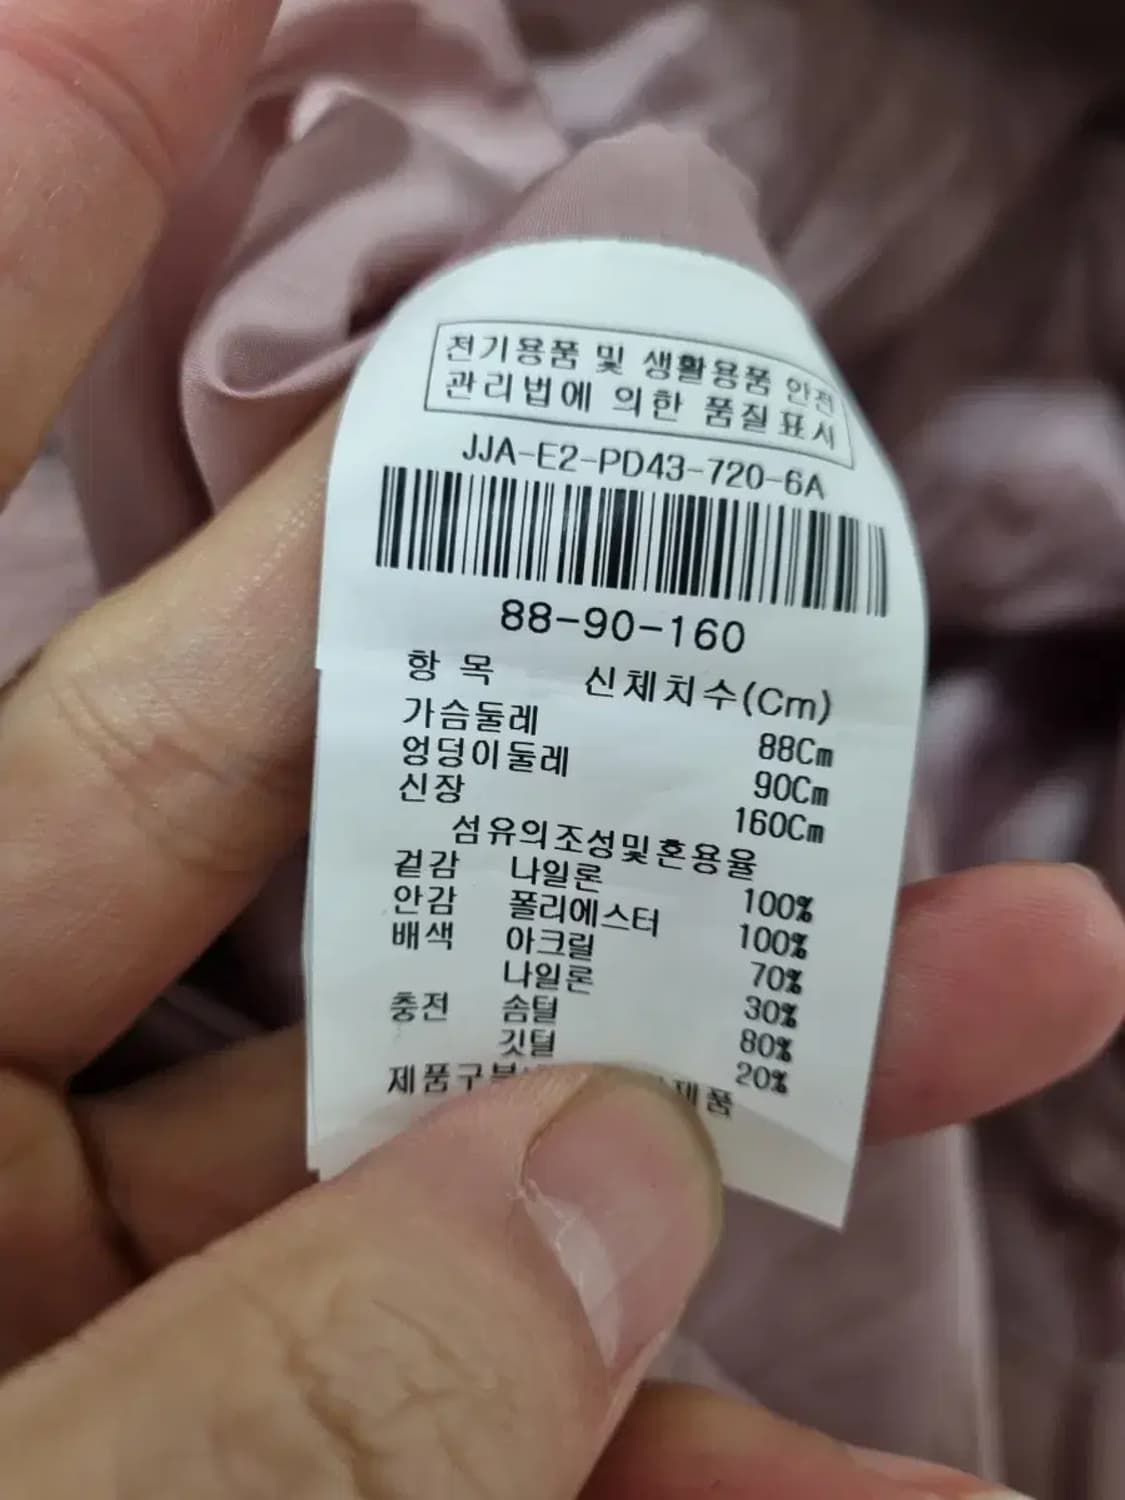 전기용품 및 생활용품 안전
관리법에 의한 품질표시
JJA-E2-PD43-720-6A
88-90-160
항 목 신체치수(Cm)
가슴둘레 88Cm
엉덩이둘레 90Cm
신장 160Cm
섬유의조성및혼용율
겉감 나일론 100%
안감 폴리에스터 100%
배색 아크릴 70%
나일론 30%
충전 솜털 80%
깃털 20%